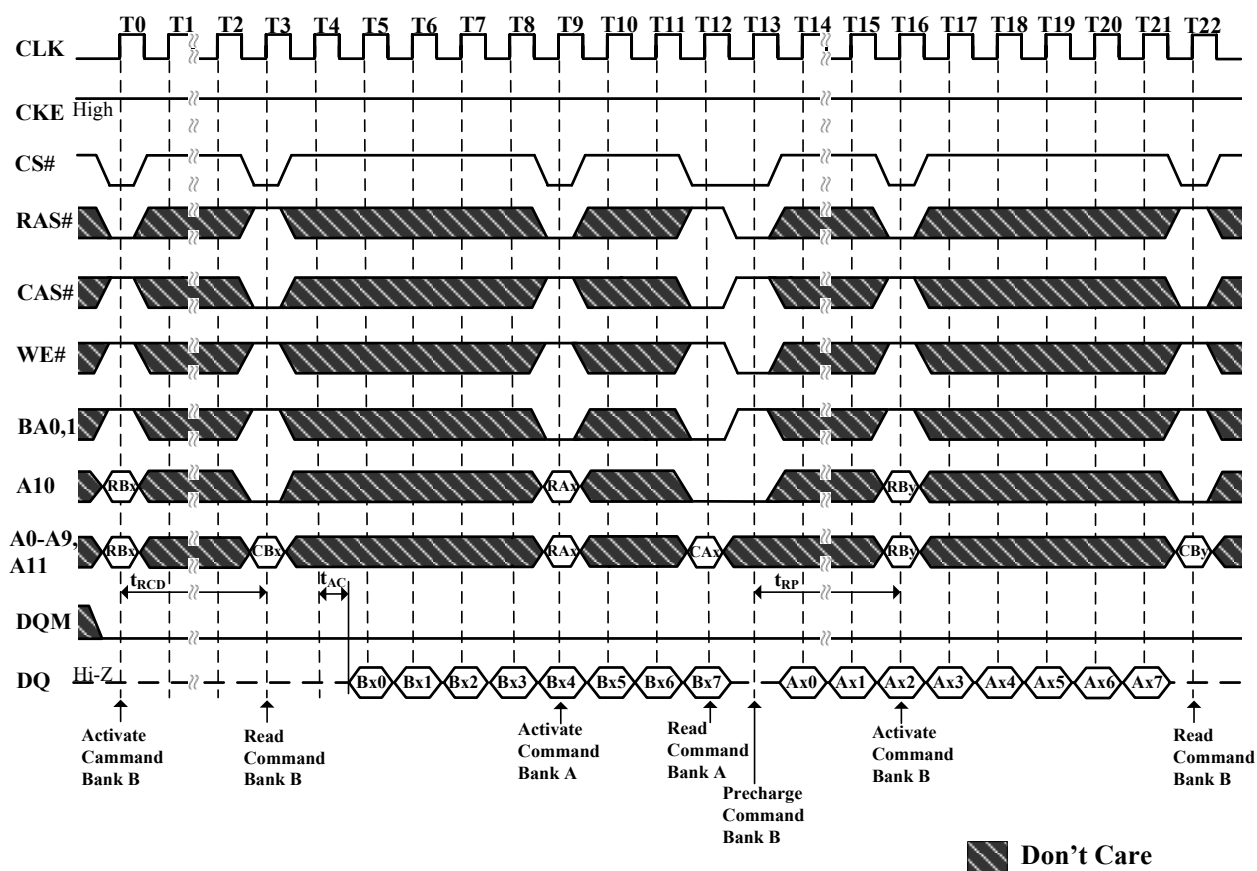 T0 T1 T2 T3 T4 T5 T6 T7 T8 T9 T10 T11 T12 T13 T14 T15 T16 T17 T18 T19 T20 T21 T22
CLK
CKE High
CS#
RAS#
CAS#
WE#
BA0,1
A10 RBx RAx RBy
A0-A9,
A11 RBx CBx RAx CAx RBy CBy
tRCD tAC tRP
DQM
DQ Hi-Z Bx0 Bx1 Bx2 Bx3 Bx4 Bx5 Bx6 Bx7 Ax0 Ax1 Ax2 Ax3 Ax4 Ax5 Ax6 Ax7
Activate
Cammand
Bank B
Read
Command
Bank B
Activate
Command
Bank A
Read
Command
Bank A
Precharge
Command
Bank B
Activate
Command
Bank B
Read
Command
Bank B
Don't Care